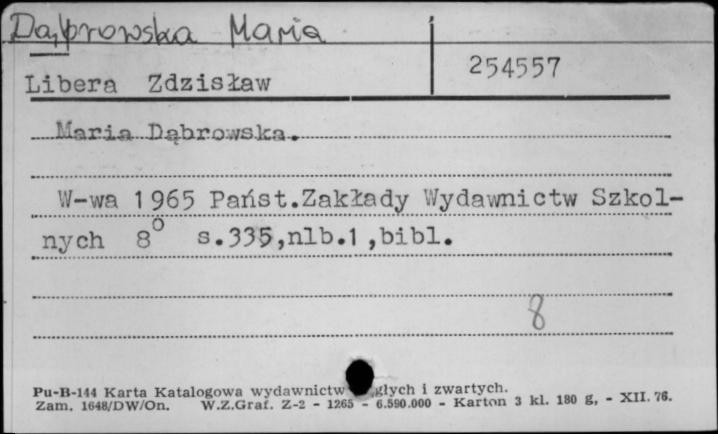 Dąbrowska Maria
Libera Zdzisław 254557
Maria Dąbrowska.
W-wa 1965 Państ.Zakłady Wydawnictw Szkol-
nych 8° s.335,nlb.1,bibl.
8
Pu-B-144 Karta Katalogowa wydawnictw głych i zwartych.
Zam. 1648/DW/On. W.Z.Graf. Z-2 - 1265 - 6.590.000 - Karton 3 kl. 180 g, - XII. 76.